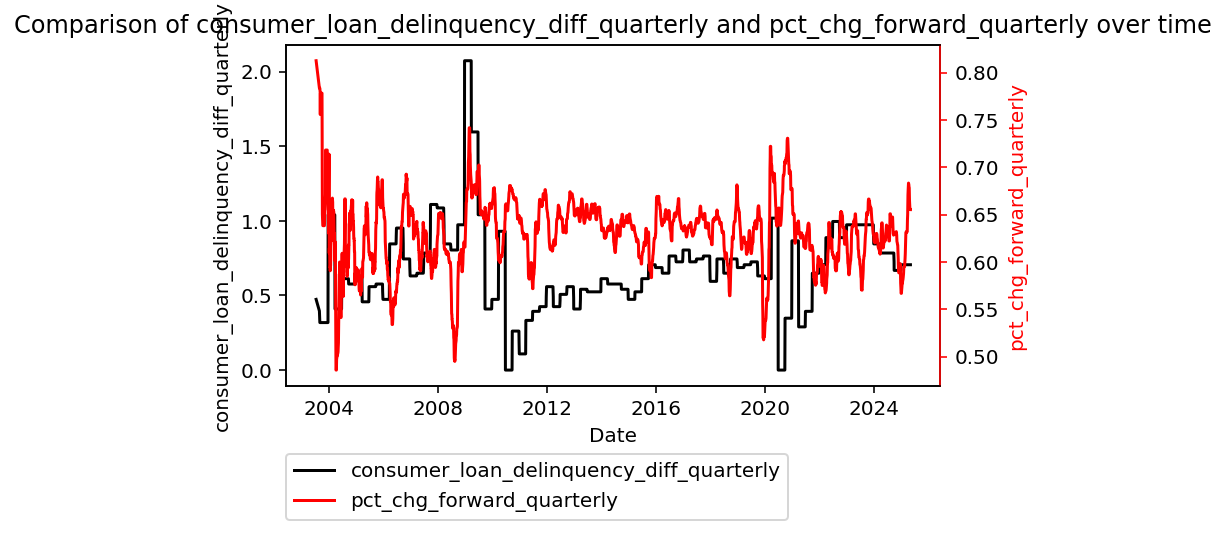 Comparison of consumer_loan_delinquency_diff_quarterly and pct_chg_forward_quarterly over time
consumer_loan_delinquency_diff_quarterly
2.0
1.5
1.0
0.5
0.0
0.80
0.75
0.70
0.65
0.60
0.55
0.50
pct_chg_forward_quarterly
2004 2008 2012 2016 2020 2024
Date
consumer_loan_delinquency_diff_quarterly
pct_chg_forward_quarterly